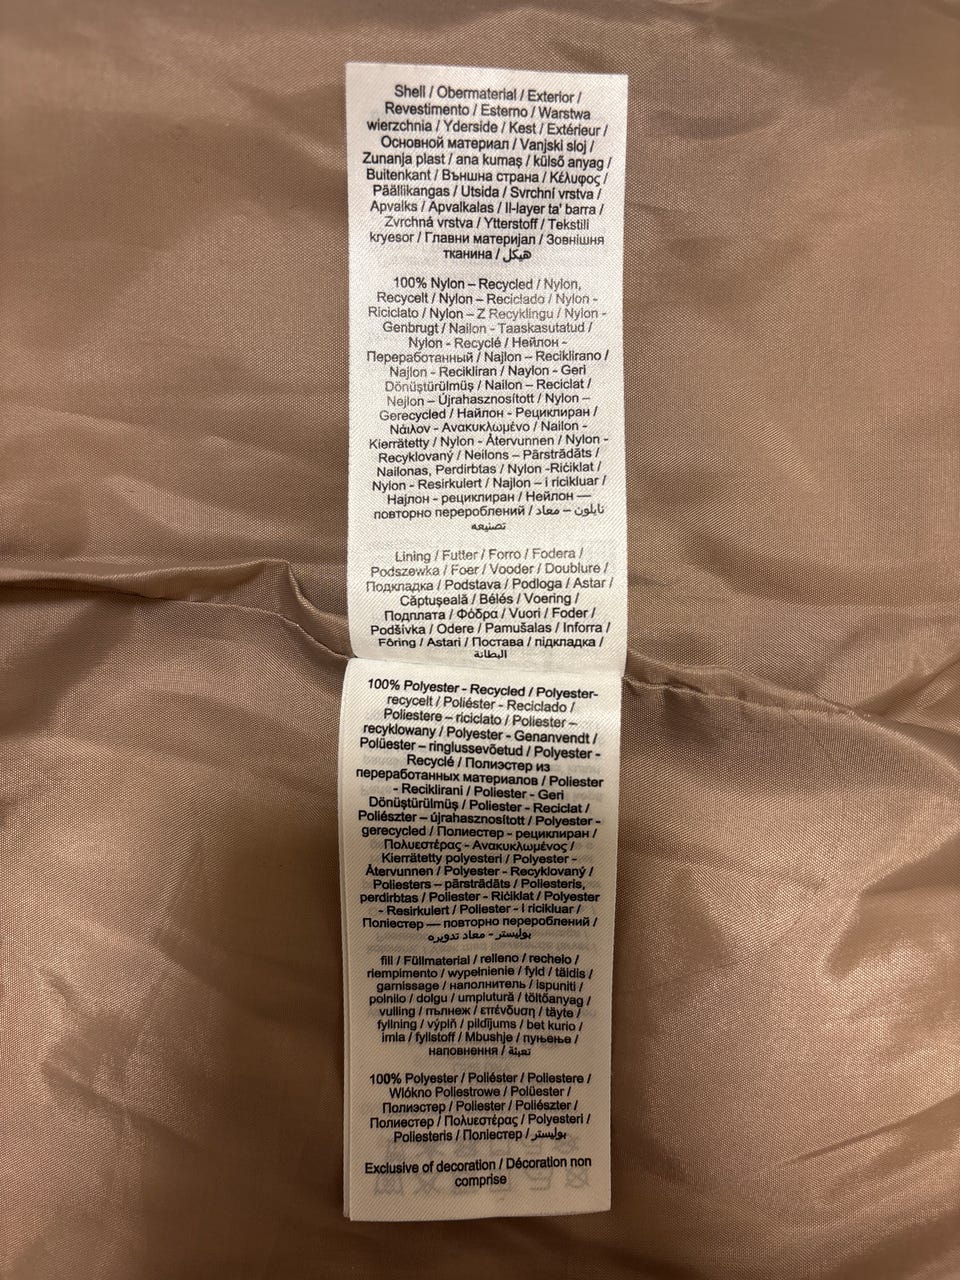 Shell / Obermaterial / Exterior /
Revestimento / Esterno / Warstwa
wierzchnia / Yderside / Kest / Extérieur /
Основной материал / Vanjski sloj /
Zunanja plast / ana kumaş / külső anyag /
Buitenkant / Външна страна / Κέλυφος /
Päällikangas / Utsida / Svrchní vrstva /
Apvalks / Apvalkalas / Il-layer ta' barra /
Zvrchná vrstva / Ytterstoff / Tekstili
kryesor / Главни материјал / Зовнішня
тканина / هيكل
100% Nylon – Recycled / Nylon,
Recycelt / Nylon – Reciclado / Nylon -
Riciclato / Nylon – Z Recyklingu / Nylon -
Genbrugt / Nailon - Taaskasutatud /
Nylon - Recyclé / Нейлон -
Переработанный / Najlon – Reciklirano /
Najlon - Recikliran / Naylon - Geri
Dönüştürülmüş / Nailon – Reciclat /
Nejlon – Újrahasznosított / Nylon –
Gerecycled / Найлон - Рециклиран /
Νάιλον - Ανακυκλωμένο / Nailon -
Kierrätetty / Nylon - Återvunnen / Nylon -
Recyklovaný / Neilons – Pārstrādāts /
Nailonas, Perdirbtas / Nylon -Riċiklat /
Nylon - Resirkulert / Najlon – i ricikluar /
Најлон - рециклиран / Нейлон —
повторно перероблений / نايلون – معاد
تصنيعه
Lining / Futter / Forro / Fodera /
Podszewka / Foer / Vooder / Doublure /
Подкладка / Podstava / Podloga / Astar /
Căptușeală / Bélés / Voering /
Подплата / Φόδρα / Vuori / Foder /
Podšívka / Odere / Pamušalas / Inforra /
Fôring / Astari / Постава / підкладка /
البطانة
100% Polyester - Recycled / Polyester-
recycelt / Poliéster - Reciclado /
Poliestere – riciclato / Poliester –
recyklowany / Polyester - Genanvendt /
Polüester – ringlussevõetud / Polyester -
Recyclé / Полиэстер из
переработанных материалов / Poliester
- Reciklirani / Poliester - Geri
Dönüştürülmüş / Poliester - Reciclat /
Poliészter – újrahasznosított / Polyester -
gerecycled / Полиестер - рециклиран /
Πολυεστέρας - Ανακυκλωμένος /
Kierrätetty polyesteri / Polyester -
Återvunnen / Polyester - Recyklovaný /
Poliesters – pārstrādāts / Poliesteris,
perdirbtas / Poliester - Riċiklat / Polyester
- Resirkulert / Poliester - i ricikluar /
Поліестер — повторно перероблений /
بوليستر - معاد تدويره
fill / Füllmaterial / relleno / recheio /
riempimento / wypełnienie / fyld / täidis /
garnissage / наполнитель / ispuniti /
polnilo / dolgu / umplutură / töltőanyag /
vulling / пълнеж / επένδυση / täyte /
fyllning / výplň / pildījums / bet kurio /
imla / fyllstoff / Mbushje / пуњење /
наповнення / تعبئة
100% Polyester / Poliéster / Poliestere /
Włókno Poliestrowe / Polüester /
Полиэстер / Poliester / Poliészter /
Полиестер / Πολυεστέρας / Polyesteri /
Poliesteris / Поліестер / بوليستر
Exclusive of decoration / Décoration non
comprise